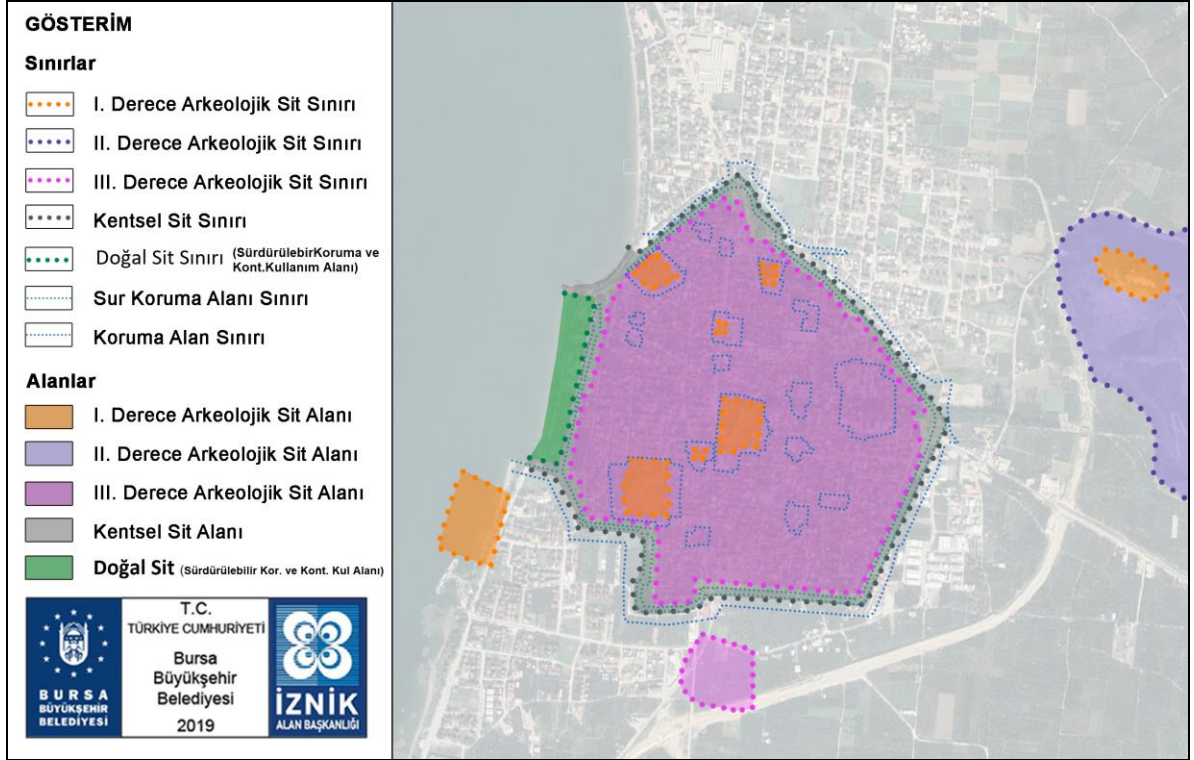 GÖSTERİM
Sınırlar
I. Derece Arkeolojik Sit Sınırı
II. Derece Arkeolojik Sit Sınırı
III. Derece Arkeolojik Sit Sınırı
Kentsel Sit Sınırı
Doğal Sit Sınırı (SürdürülebirKoruma ve
Kont.Kullanım Alanı)
Sur Koruma Alanı Sınırı
Koruma Alan Sınırı
Alanlar
I. Derece Arkeolojik Sit Alanı
II. Derece Arkeolojik Sit Alanı
III. Derece Arkeolojik Sit Alanı
Kentsel Sit Alanı
Doğal Sit (Sürdürülebilir Kor. ve Kont. Kul Alanı)
BURSA
BÜYÜKŞEHİR
BELEDİYESİ
T.C.
TÜRKİYE CUMHURİYETİ
Bursa
Büyükşehir
Belediyesi
2019
İZNİK
ALAN BAŞKANLIĞI